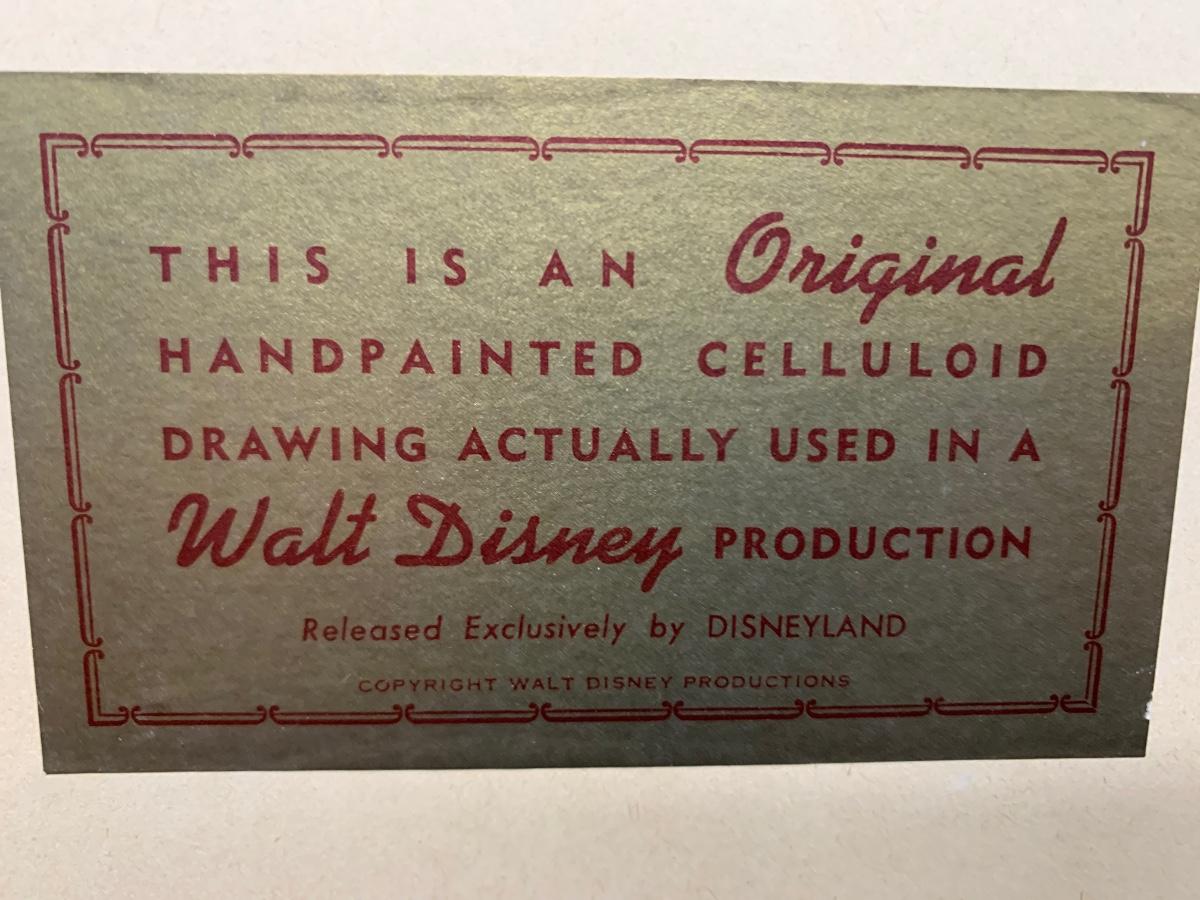 THIS IS AN Original
HANDPAINTED CELLULOID
DRAWING ACTUALLY USED IN A
Walt Disney PRODUCTION
Released Exclusively by DISNEYLAND
COPYRIGHT WALT DISNEY PRODUCTIONS